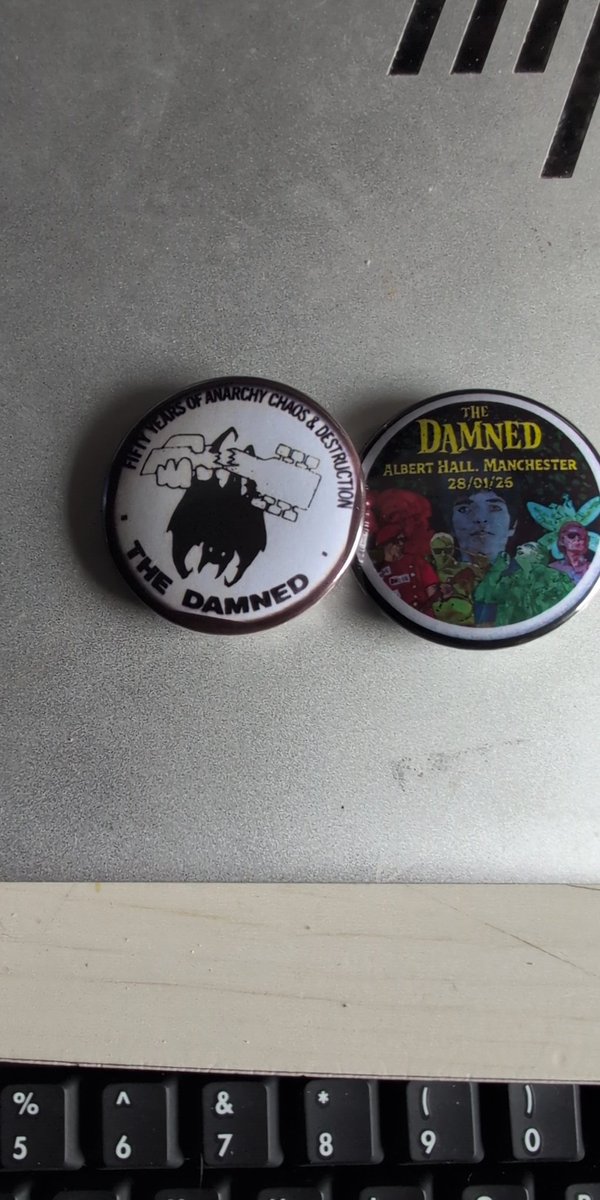 FIFTY YEARS OF ANARCHY CHAOS & DESTRUCTION
THE DAMNED
THE
DAMNED
ALBERT HALL. MANCHESTER
28/01/26
% ^ & * ( )
5 6 7 8 9 0